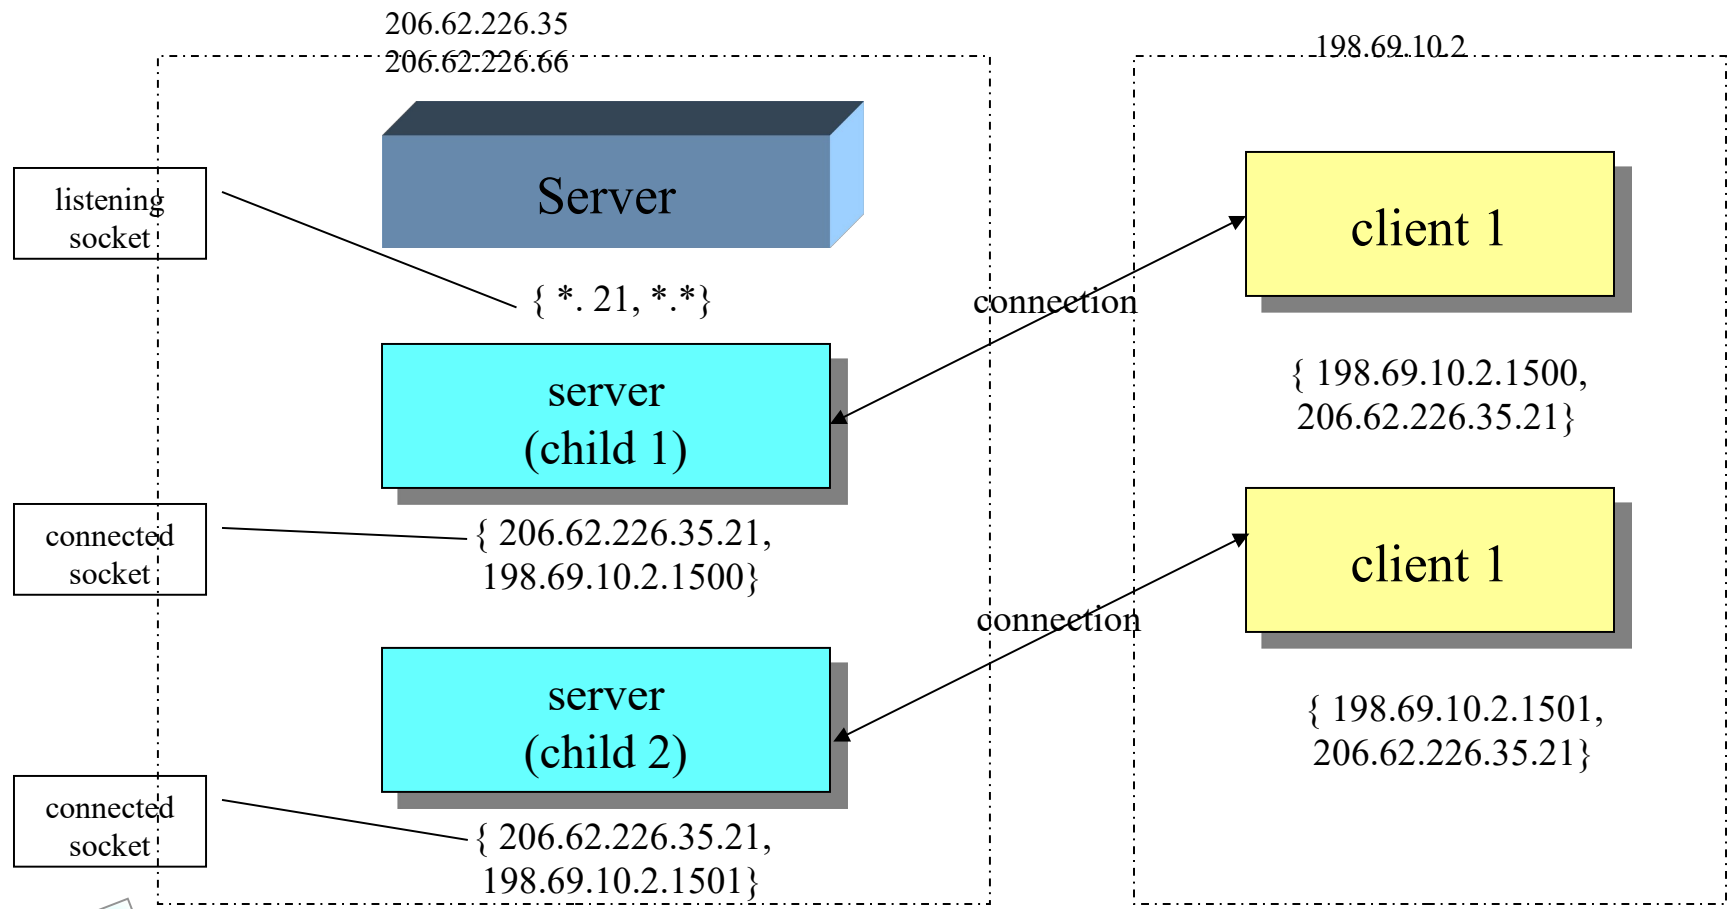 206.62.226.35
206.62.226.66
198.69.10.2
listening
socket
Server
{ *. 21, *.*}
connection
client 1
{ 198.69.10.2.1500,
206.62.226.35.21}
server
(child 1)
connected
socket
{ 206.62.226.35.21,
198.69.10.2.1500}
connection
client 1
{ 198.69.10.2.1501,
206.62.226.35.21}
server
(child 2)
connected
socket
{ 206.62.226.35.21,
198.69.10.2.1501}